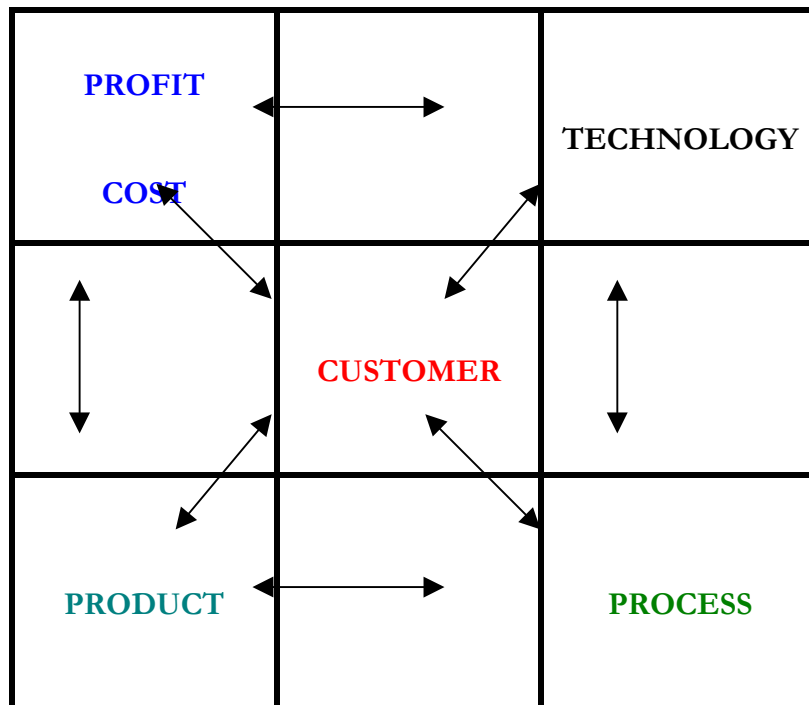 PROFIT
TECHNOLOGY
COST
CUSTOMER
PRODUCT
PROCESS